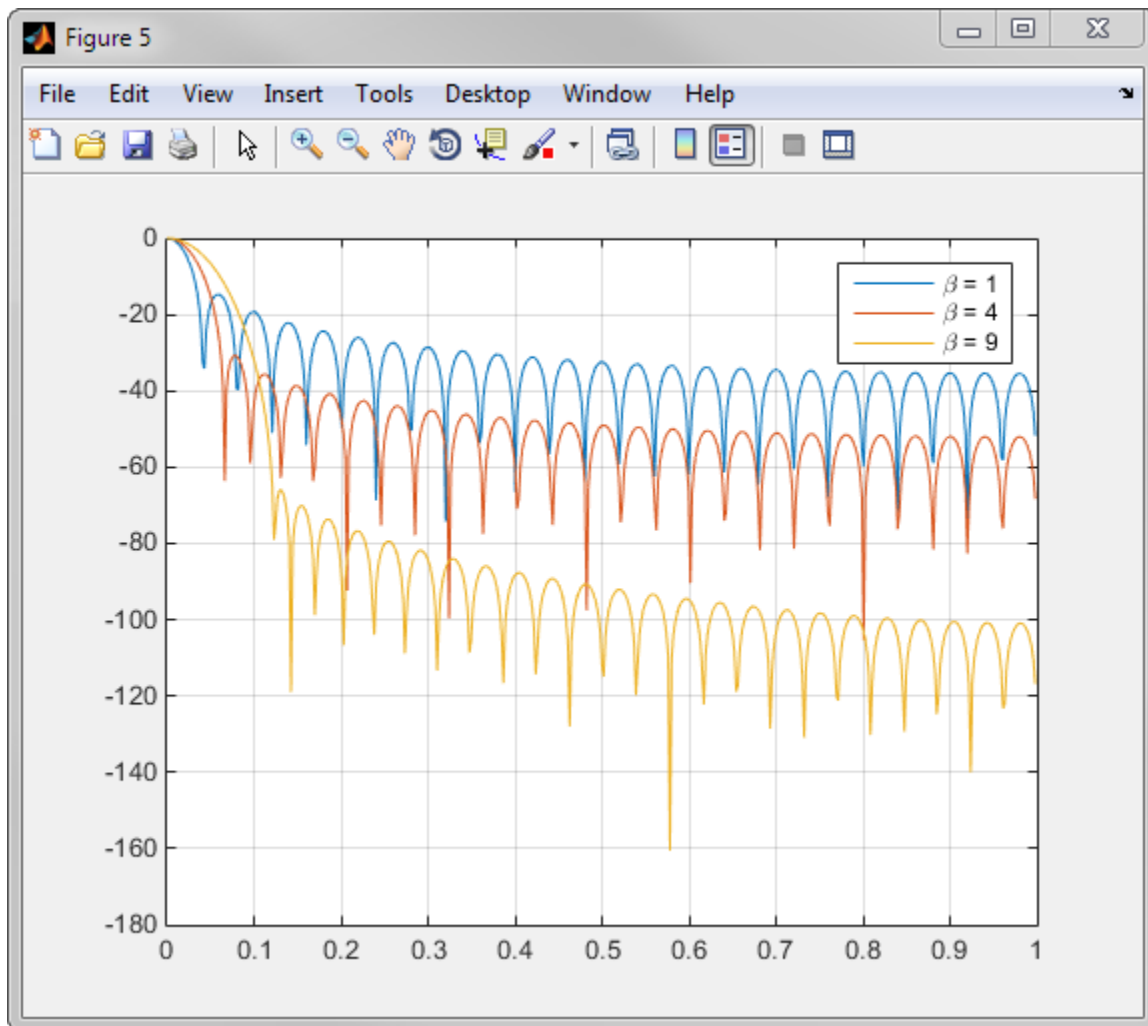 Figure 5
File Edit View Insert Tools Desktop Window Help
0
-20
-40
-60
-80
-100
-120
-140
-160
-180
0 0.1 0.2 0.3 0.4 0.5 0.6 0.7 0.8 0.9 1
β = 1
β = 4
β = 9